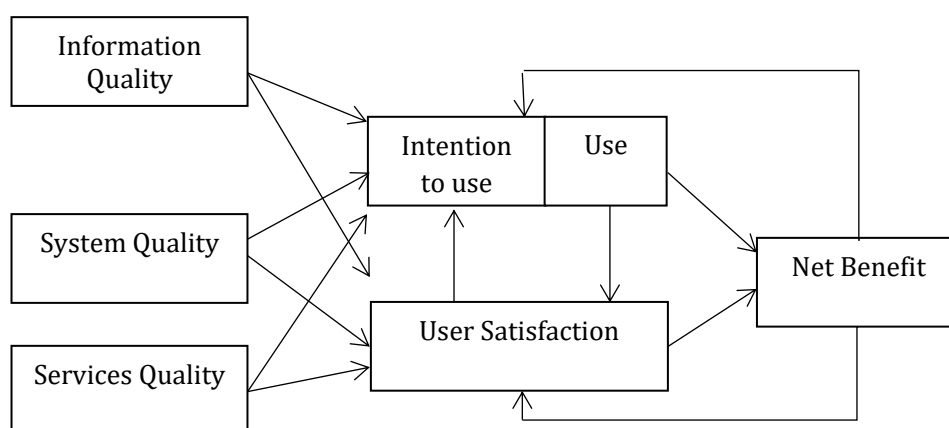 Information
Quality
Intention
to use
Use
System Quality
Net Benefit
User Satisfaction
Services Quality